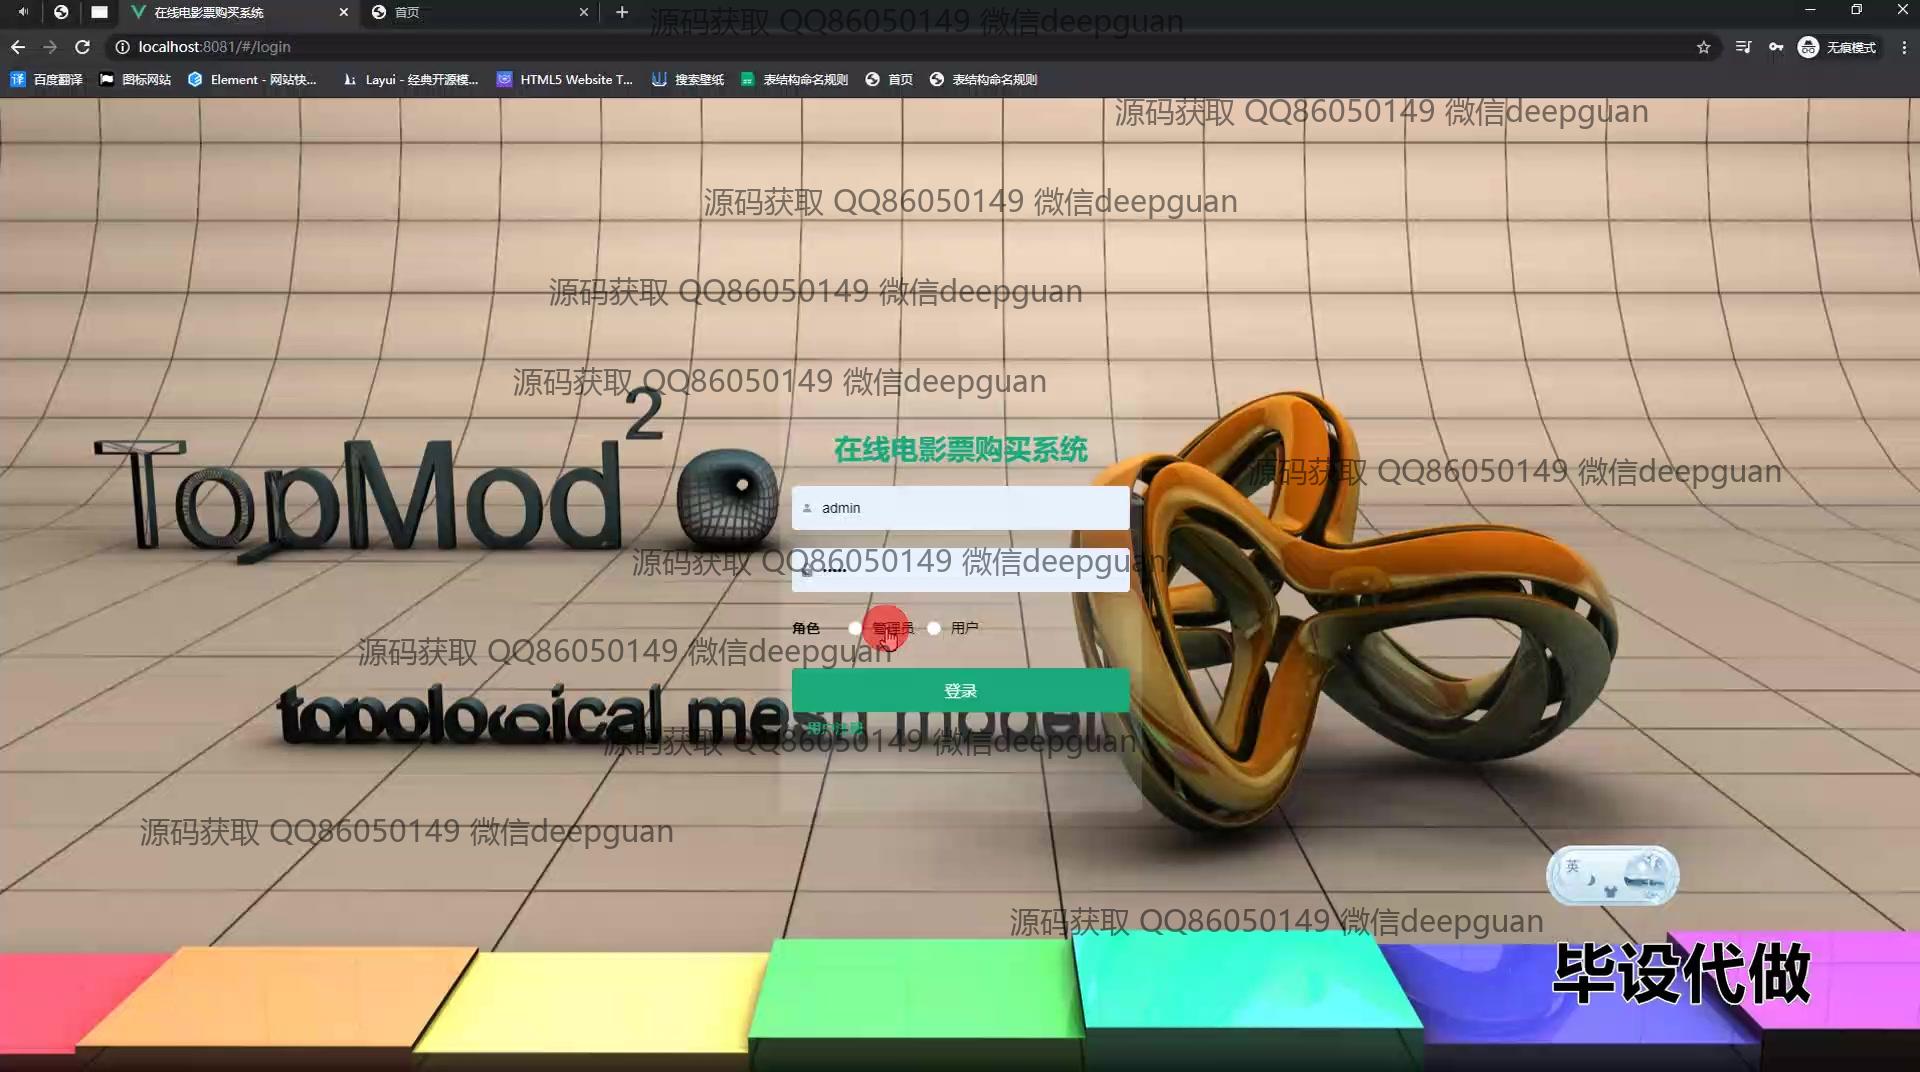 在线电影票购买系统
首页
localhost:8081/#/login
无痕模式
百度翻译
图标网站
Element - 网站快...
Layui - 经典开源模...
HTML5 Website T...
搜索壁纸
表结构命名规则
首页
表结构命名规则
源码获取 QQ86050149 微信deepguan
源码获取 QQ86050149 微信deepguan
源码获取 QQ86050149 微信deepguan
源码获取 QQ86050149 微信deepguan
源码获取 QQ86050149 微信deepguan
TopMod2
在线电影票购买系统
源码获取 QQ86050149 微信deepguan
admin
源码获取 QQ86050149 微信deepguan
角色 管理员 用户
源码获取 QQ86050149 微信deepguan
登录
topological mesh model
用户注册
源码获取 QQ86050149 微信deepguan
源码获取 QQ86050149 微信deepguan
英
源码获取 QQ86050149 微信deepguan
毕设代做